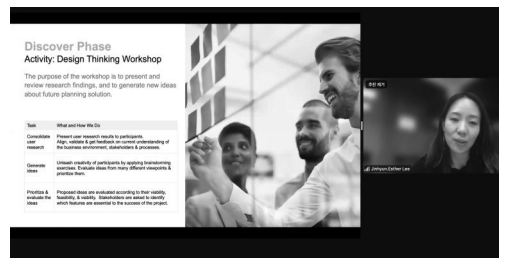 Discover Phase
Activity: Design Thinking Workshop
The purpose of the workshop is to present and
review research findings, and to generate new ideas
about future planning solution.
Task What and How We Do
Consolidate user research
Present user research results to participants.
Align, validate & get feedback on current understanding of
the business environment, stakeholders & processes.
Generate ideas
Unleash creativity of participants by applying brainstorming
exercises. Evaluate ideas from many different viewpoints &
prioritize them.
Prioritize &
evaluate the
ideas
Proposed ideas are evaluated according to their viability,
feasibility, & viability. Stakeholders are asked to identify
which features are essential to the success of the project.
추천 제거
Jinhyun,Esther Lee